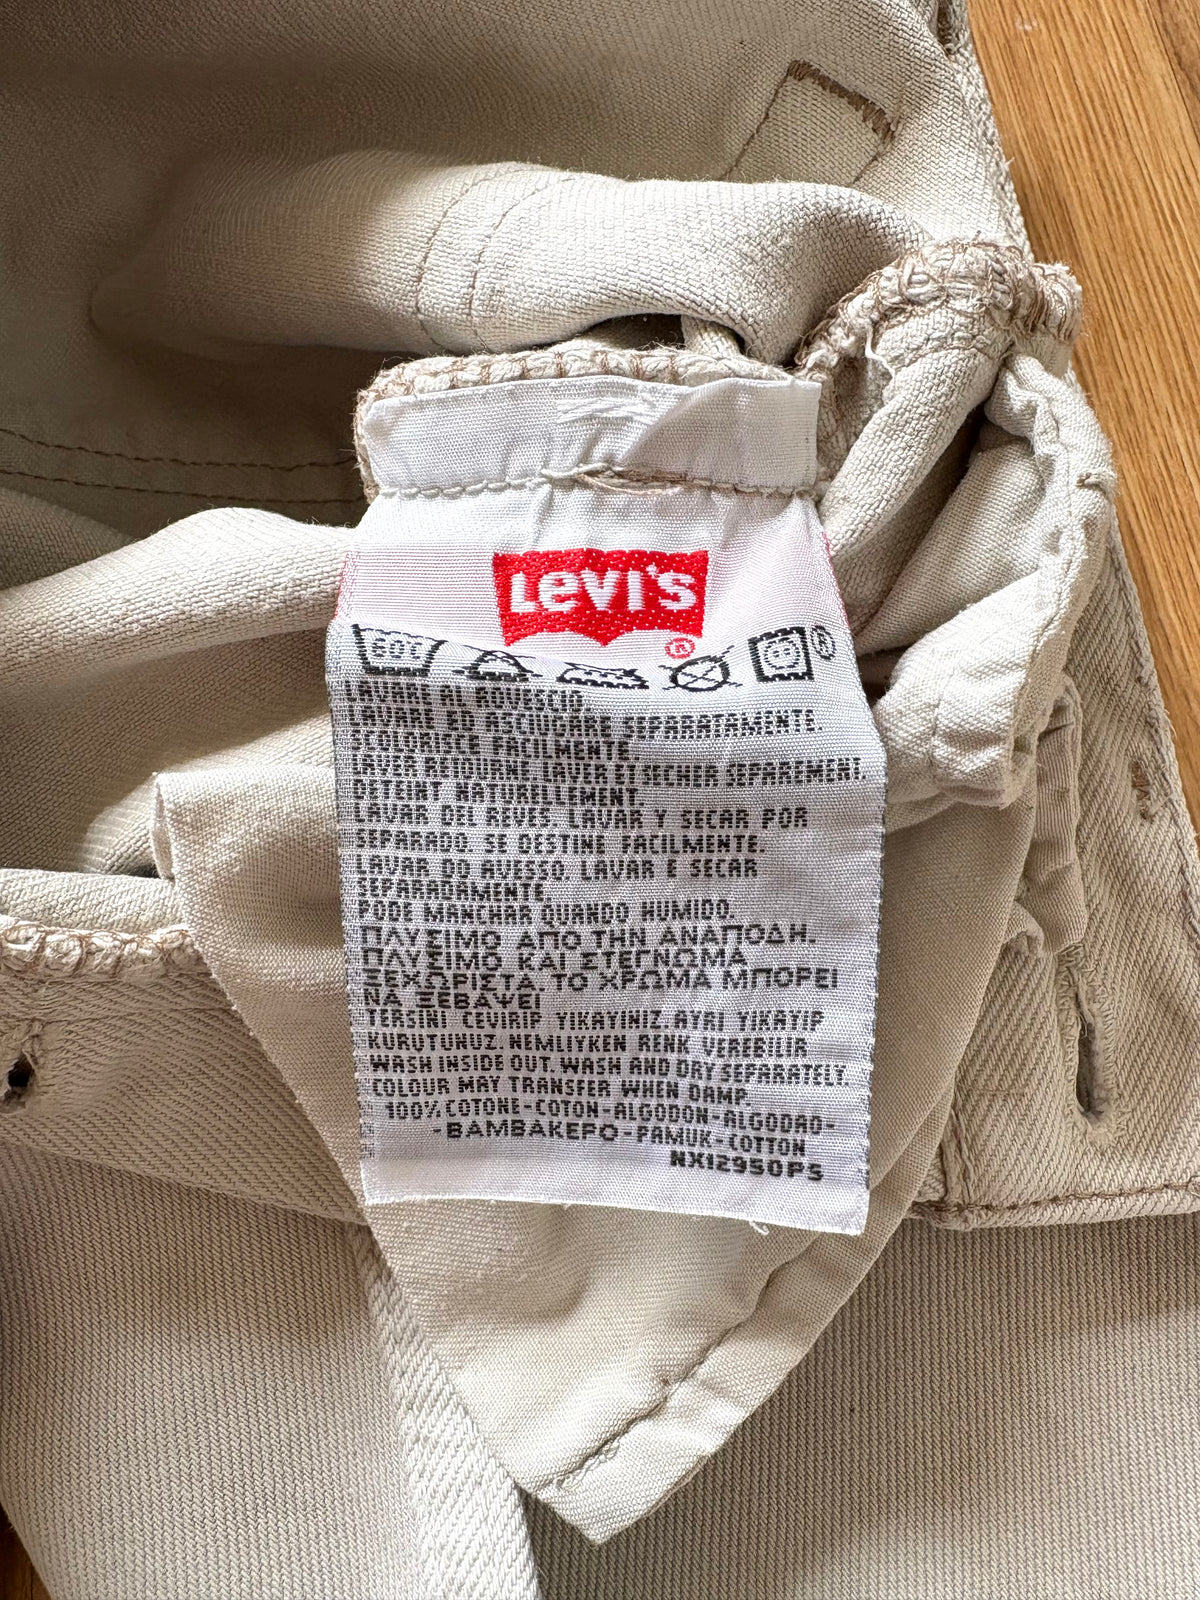 LEVI'S
®
60°C
®
LAVARE AL ROVESCIO.
LAVARE ED ASCIUGARE SEPARATAMENTE.
SCOLORISCE FACILMENTE
LAVER LAVER ET SECHER SEPAREMENT.
DETEINT NATURELLEMENT.
LAVAR DEL REVES LAVAR Y SECAR POR
SEPARADO. SE DESTINE FACILMENTE.
LAVAR DO AVESSO LAVAR E SECAR
SEPARADAMENTE
PODE MANCHAR QUANDO HUMIDO.
ΠΛΥΣΙΜΟ ΑΠΟ ΤΗΝ ΑΝΑΠΟΔΗ.
ΠΛΥΣΙΜΟ ΚΑΙ ΣΤΕΓΝΩΜΑ
ΞΕΧΩΡΙΣΤΑ. ΤΟ ΧΡΩΜΑ ΜΠΟΡΕΙ
ΝΑ ΞΕΒΑΨΕΙ
TERSINI CEVIRIP YIKAYINIZ AYRI YIKAYIP
KURUTUNUZ. NEMLIYKEN RENK VEREBILIR
WASH INSIDE OUT. WASH AND DRY SEPARATELY.
COLOUR MAY TRANSFER WHEN DAMP.
100% COTONE-COTON-ALGODON-ALGODAO-
-ΒΑΜΒΑΚΕΡΟ-PAMUK-COTTON
NX12950PS